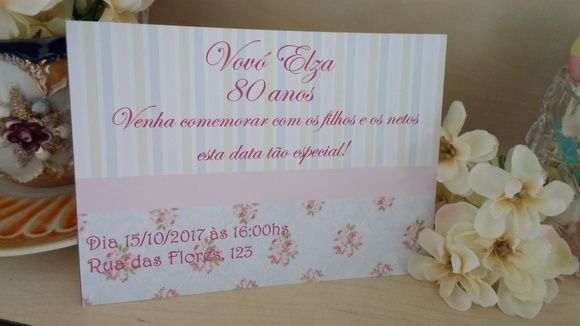 Vovó Elza
80 anos
Venha comemorar com os filhos e os netos
esta data tão especial!
Dia 15/10/2017 às 16:00hs
Rua das Flores, 123